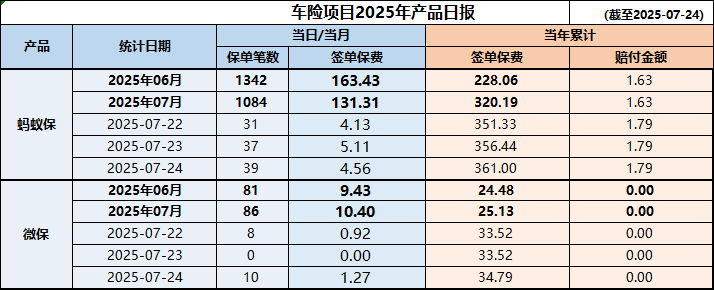 车险项目2025年产品日报 (截至2025-07-24)
产品 统计日期 当日/当月 当年累计
保单笔数 签单保费 签单保费 赔付金额
蚂蚁保
2025年06月 1342 163.43 228.06 1.63
2025年07月 1084 131.31 320.19 1.63
2025-07-22 31 4.13 351.33 1.79
2025-07-23 37 5.11 356.44 1.79
2025-07-24 39 4.56 361.00 1.79
微保
2025年06月 81 9.43 24.48 0.00
2025年07月 86 10.40 25.13 0.00
2025-07-22 8 0.92 33.52 0.00
2025-07-23 0 0.00 33.52 0.00
2025-07-24 10 1.27 34.79 0.00